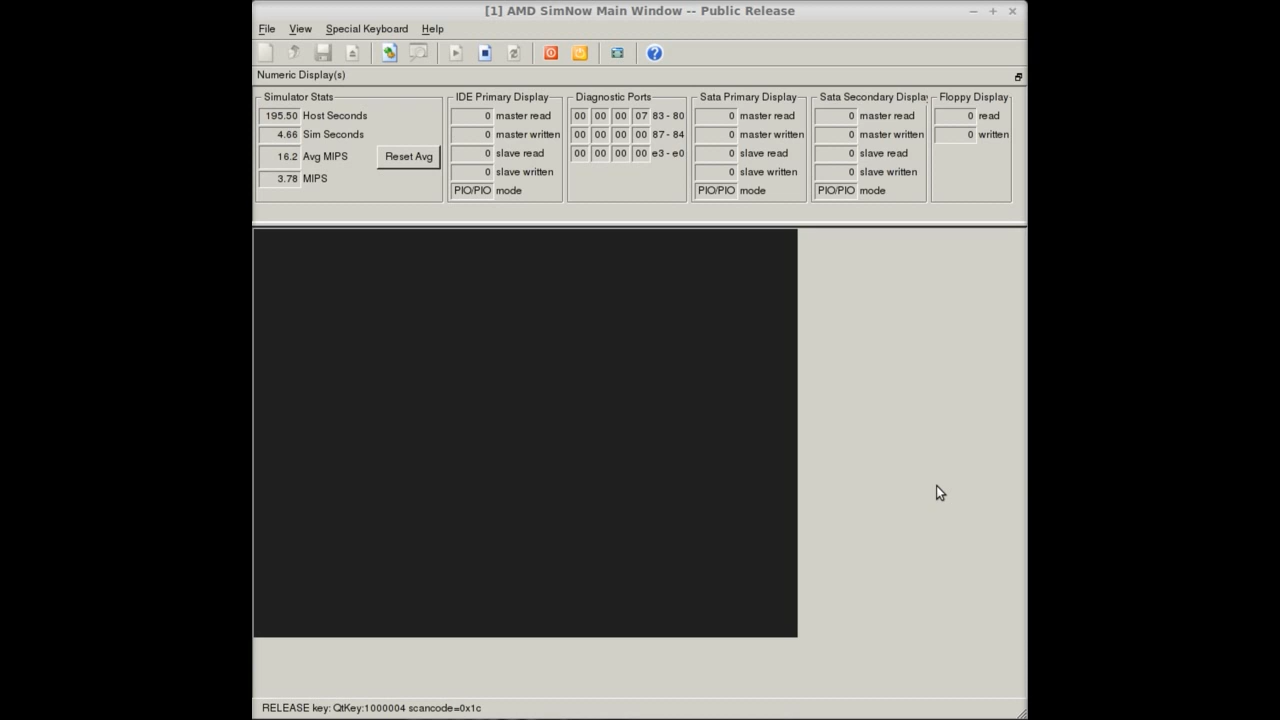 [1] AMD SimNow Main Window -- Public Release
File View Special Keyboard Help
Numeric Display(s)
Simulator Stats
195.50 Host Seconds
4.66 Sim Seconds
16.2 Avg MIPS Reset Avg
3.78 MIPS
IDE Primary Display
0 master read
0 master written
0 slave read
0 slave written
PIO/PIO mode
Diagnostic Ports
00 00 00 07 83 - 80
00 00 00 00 87 - 84
00 00 00 00 e3 - e0
Sata Primary Display
0 master read
0 master written
0 slave read
0 slave written
PIO/PIO mode
Sata Secondary Display
0 master read
0 master written
0 slave read
0 slave written
PIO/PIO mode
Floppy Display
0 read
0 written
RELEASE key: QtKey:1000004 scancode=0x1c